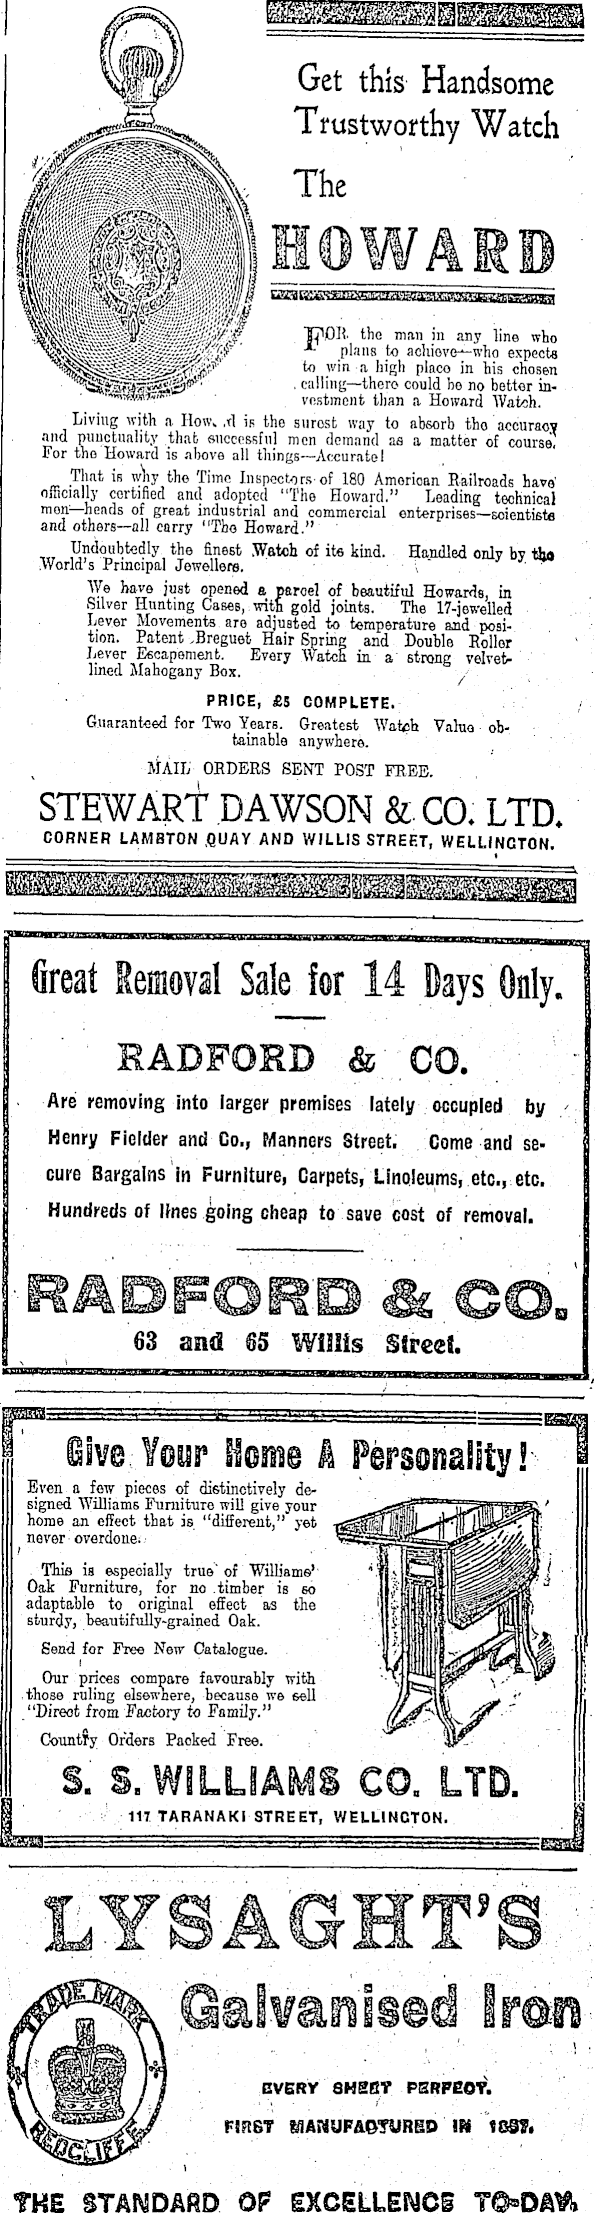 Get this Handsome
Trustworthy Watch
The
HOWARD
FOR the man in any line who
plans to achieve—who expects
to win a high place in his chosen
calling—there could be no better in-
vestment than a Howard Watch.
Living with a How. .d is the surest way to absorb the accuracy
and punctuality that successful men demand as a matter of course.
For the Howard is above all things—Accurate!
That is why the Time Inspectors of 180 American Railroads have
officially certified and adopted "The Howard." Leading technical
men—heads of great industrial and commercial enterprises—scientists
and others—all carry "The Howard."
Undoubtedly the finest Watch of its kind. Handled only by the
World's Principal Jewellers.
We have just opened a parcel of beautiful Howards, in
Silver Hunting Cases, with gold joints. The 17-jewelled
Lever Movements are adjusted to temperature and posi-
tion. Patent Breguet Hair Spring and Double Roller
Lever Escapement. Every Watch in a strong velvet-
lined Mahogany Box.
PRICE, £5 COMPLETE.
Guaranteed for Two Years. Greatest Watch Value ob-
tainable anywhere.
MAIL ORDERS SENT POST FREE.
STEWART DAWSON & CO. LTD.
CORNER LAMBTON QUAY AND WILLIS STREET, WELLINGTON.
Great Removal Sale for 14 Days Only.
RADFORD & CO.
Are removing into larger premises lately occupied by
Henry Fielder and Co., Manners Street. Come and se-
cure Bargains in Furniture, Carpets, Linoleums, etc., etc.
Hundreds of lines going cheap to save cost of removal.
RADFORD & CO.
63 and 65 Willis Street.
Give Your Home A Personality!
Even a few pieces of distinctively de-
signed Williams Furniture will give your
home an effect that is "different," yet
never overdone.
This is especially true of Williams'
Oak Furniture, for no timber is so
adaptable to original effect as the
sturdy, beautifully-grained Oak.
Send for Free New Catalogue.
Our prices compare favourably with
those ruling elsewhere, because we sell
"Direct from Factory to Family."
Country Orders Packed Free.
S. S. WILLIAMS CO. LTD.
117 TARANAKI STREET, WELLINGTON.
LYSAGHT'S
Galvanised Iron
TRADE MARK
REDCLIFFE
EVERY SHEET PERFECT.
FIRST MANUFACTURED IN 1857.
THE STANDARD OF EXCELLENCE TO-DAY.